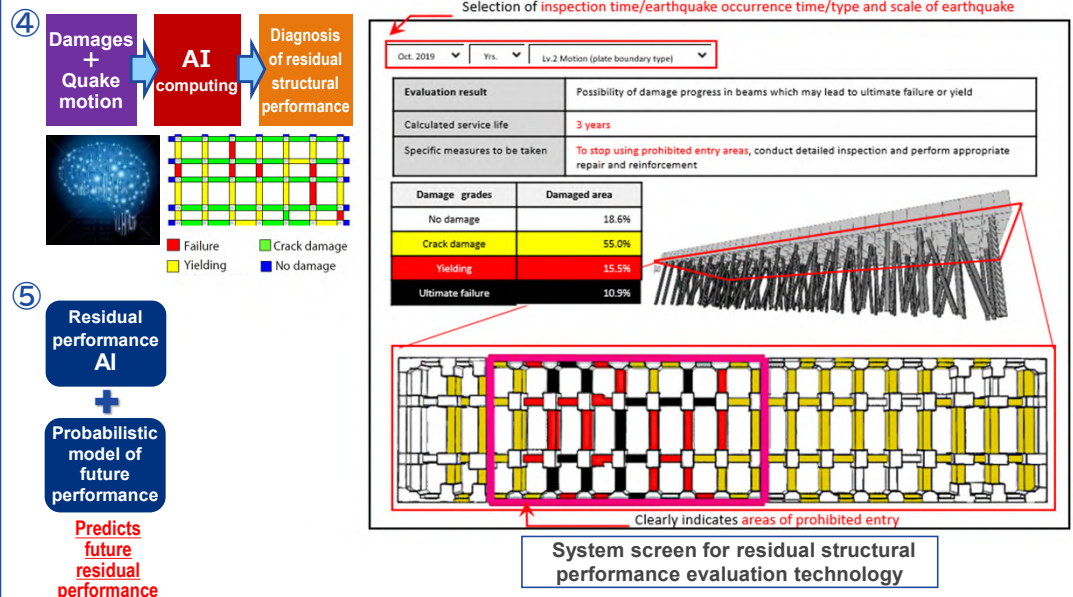 ④
Damages
+
Quake
motion
AI
computing
Diagnosis
of residual
structural
performance
Failure
Crack damage
Yielding
No damage
⑤
Residual
performance
AI
+
Probabilistic
model of
future
performance
Predicts
future
residual
performance
Selection of inspection time/earthquake occurrence time/type and scale of earthquake
Oct. 2019
Yrs.
Lv.2 Motion (plate boundary type)
Evaluation result
Possibility of damage progress in beams which may lead to ultimate failure or yield
Calculated service life
3 years
Specific measures to be taken
To stop using prohibited entry areas, conduct detailed inspection and perform appropriate
repair and reinforcement
Damage grades Damaged area
No damage 18.6%
Crack damage 55.0%
Yielding 15.5%
Ultimate failure 10.9%
Clearly indicates areas of prohibited entry
System screen for residual structural
performance evaluation technology